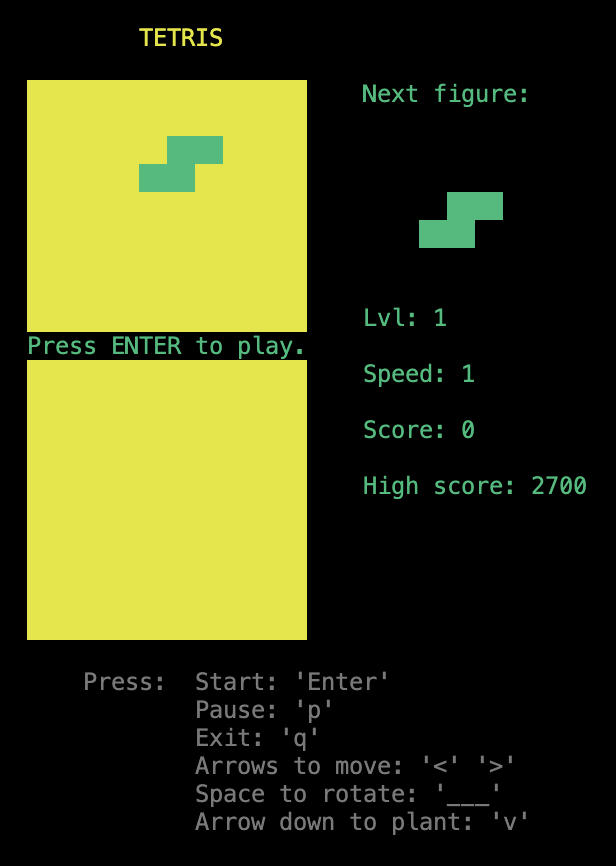 TETRIS
Next figure:
Press ENTER to play.
Lvl: 1
Speed: 1
Score: 0
High score: 2700
Press: Start: 'Enter'
Pause: 'p'
Exit: 'q'
Arrows to move: '<' '>'
Space to rotate: '___'
Arrow down to plant: 'v'